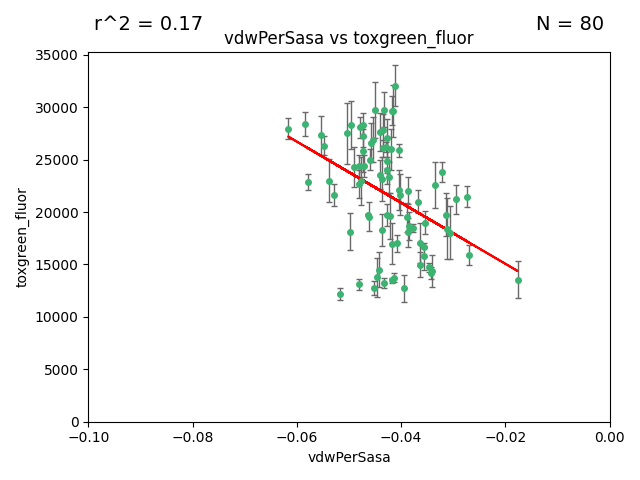 r^2 = 0.17
N = 80
vdwPerSasa vs toxgreen_fluor
35000
30000
25000
20000
15000
10000
5000
0
toxgreen_fluor
−0.10
−0.08
−0.06
−0.04
−0.02
0.00
vdwPerSasa